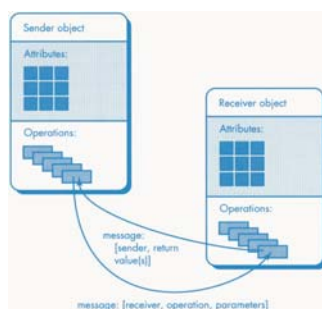 Sender object
Attributes:
Operations:
Receiver object
Attributes:
Operations:
message:
[sender, return
value(s)]
message: [receiver, operation, parameters]